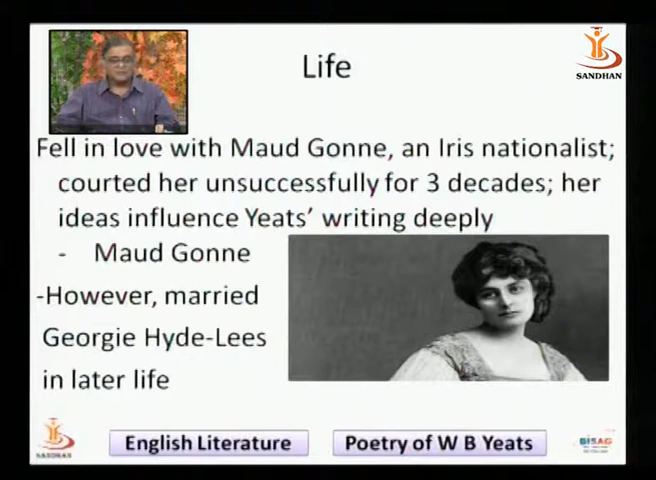 Life
SANDHAN
Fell in love with Maud Gonne, an Iris nationalist;
courted her unsuccessfully for 3 decades; her
ideas influence Yeats' writing deeply
- Maud Gonne
-However, married
Georgie Hyde-Lees
in later life
SANDHAN
English Literature
Poetry of W B Yeats
BISAG